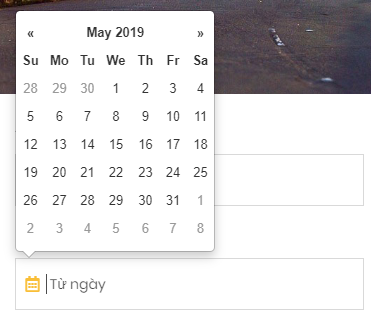 « May 2019 »
Su Mo Tu We Th Fr Sa
28 29 30 1 2 3 4
5 6 7 8 9 10 11
12 13 14 15 16 17 18
19 20 21 22 23 24 25
26 27 28 29 30 31 1
2 3 4 5 6 7 8
Từ ngày